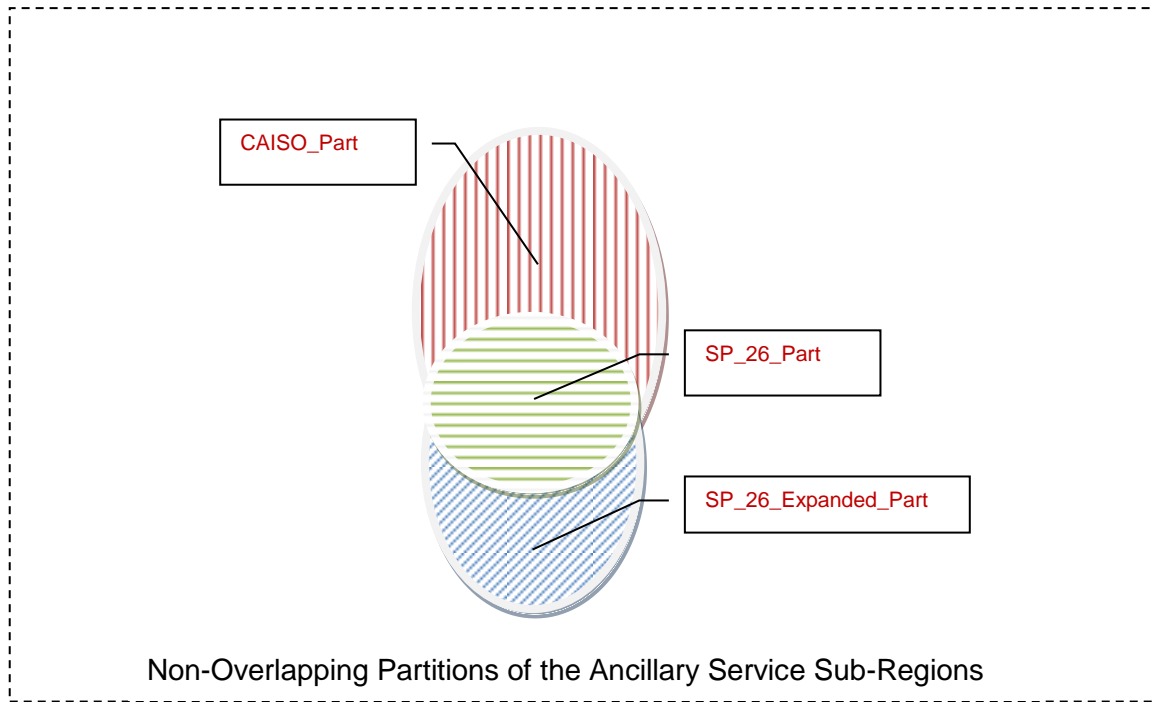 CAISO_Part
SP_26_Part
SP_26_Expanded_Part
Non-Overlapping Partitions of the Ancillary Service Sub-Regions